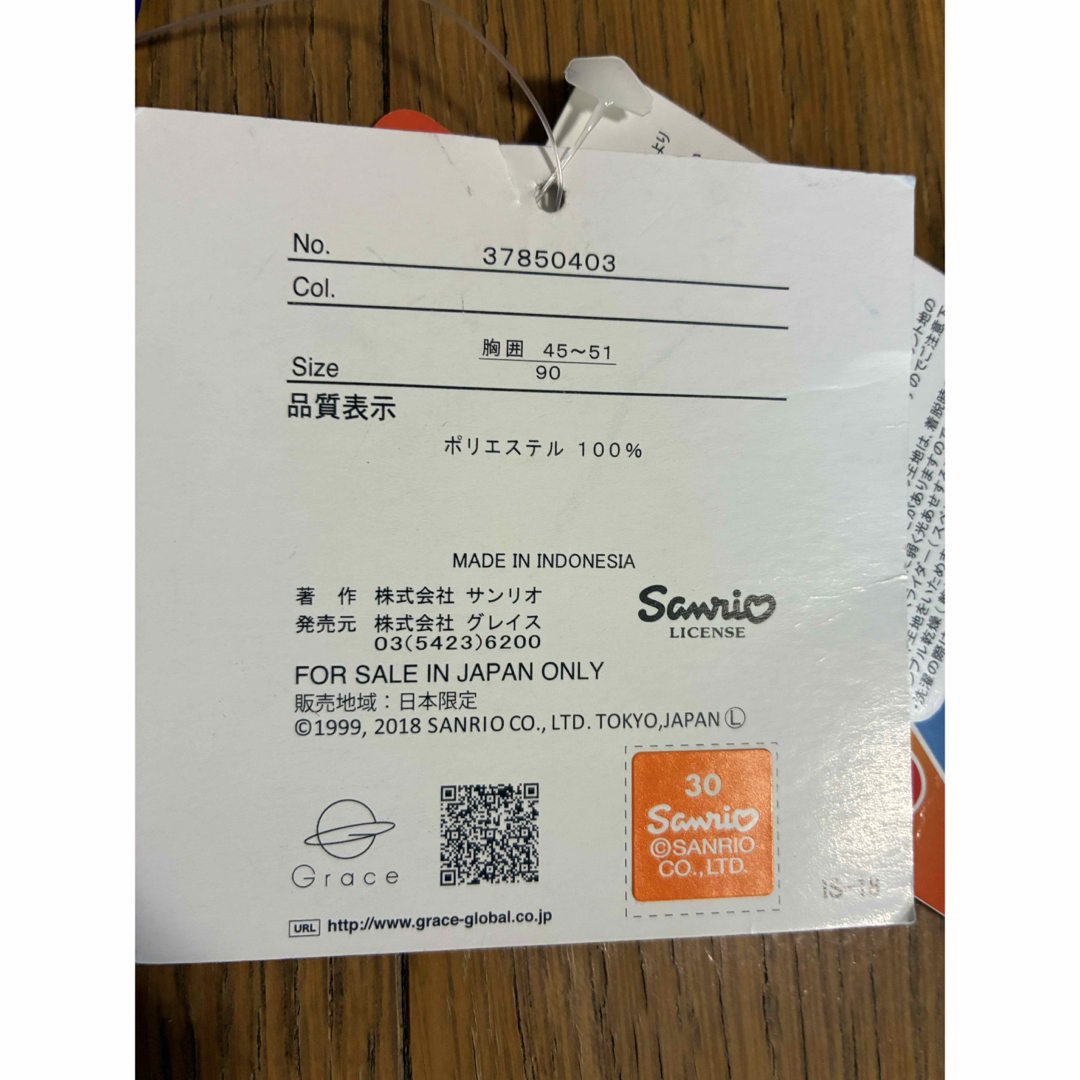 No. 37850403
Col.
胸囲 45～51
Size 90
品質表示
ポリエステル 100%
MADE IN INDONESIA
著 作 株式会社 サンリオ
発売元 株式会社 グレイス
03(5423)6200
Sanrio
LICENSE
FOR SALE IN JAPAN ONLY
販売地域：日本限定
©1999, 2018 SANRIO CO., LTD. TOKYO,JAPAN Ⓛ
30
Sanrio
©SANRIO
CO.,LTD.
Grace
URL http://www.grace-global.co.jp
IS-18
より